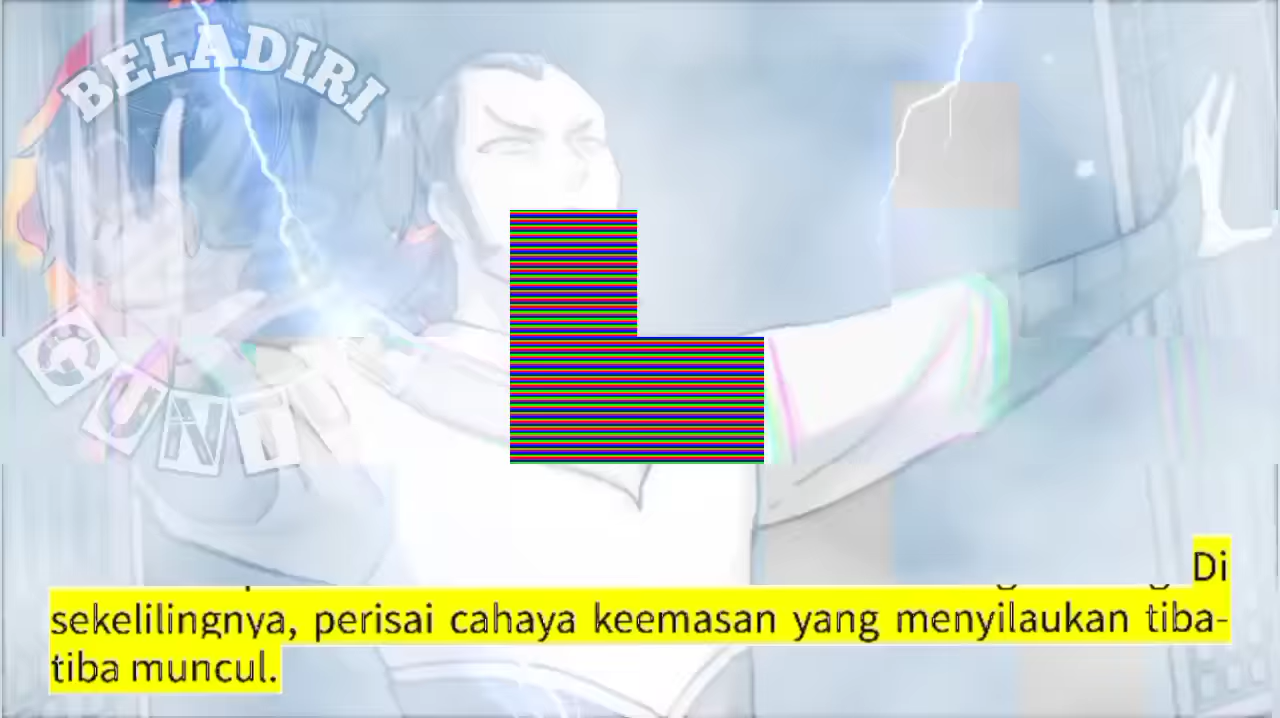 BELADIRI
Di
sekelilingnya, perisai cahaya keemasan yang menyilaukan tiba-
tiba muncul.